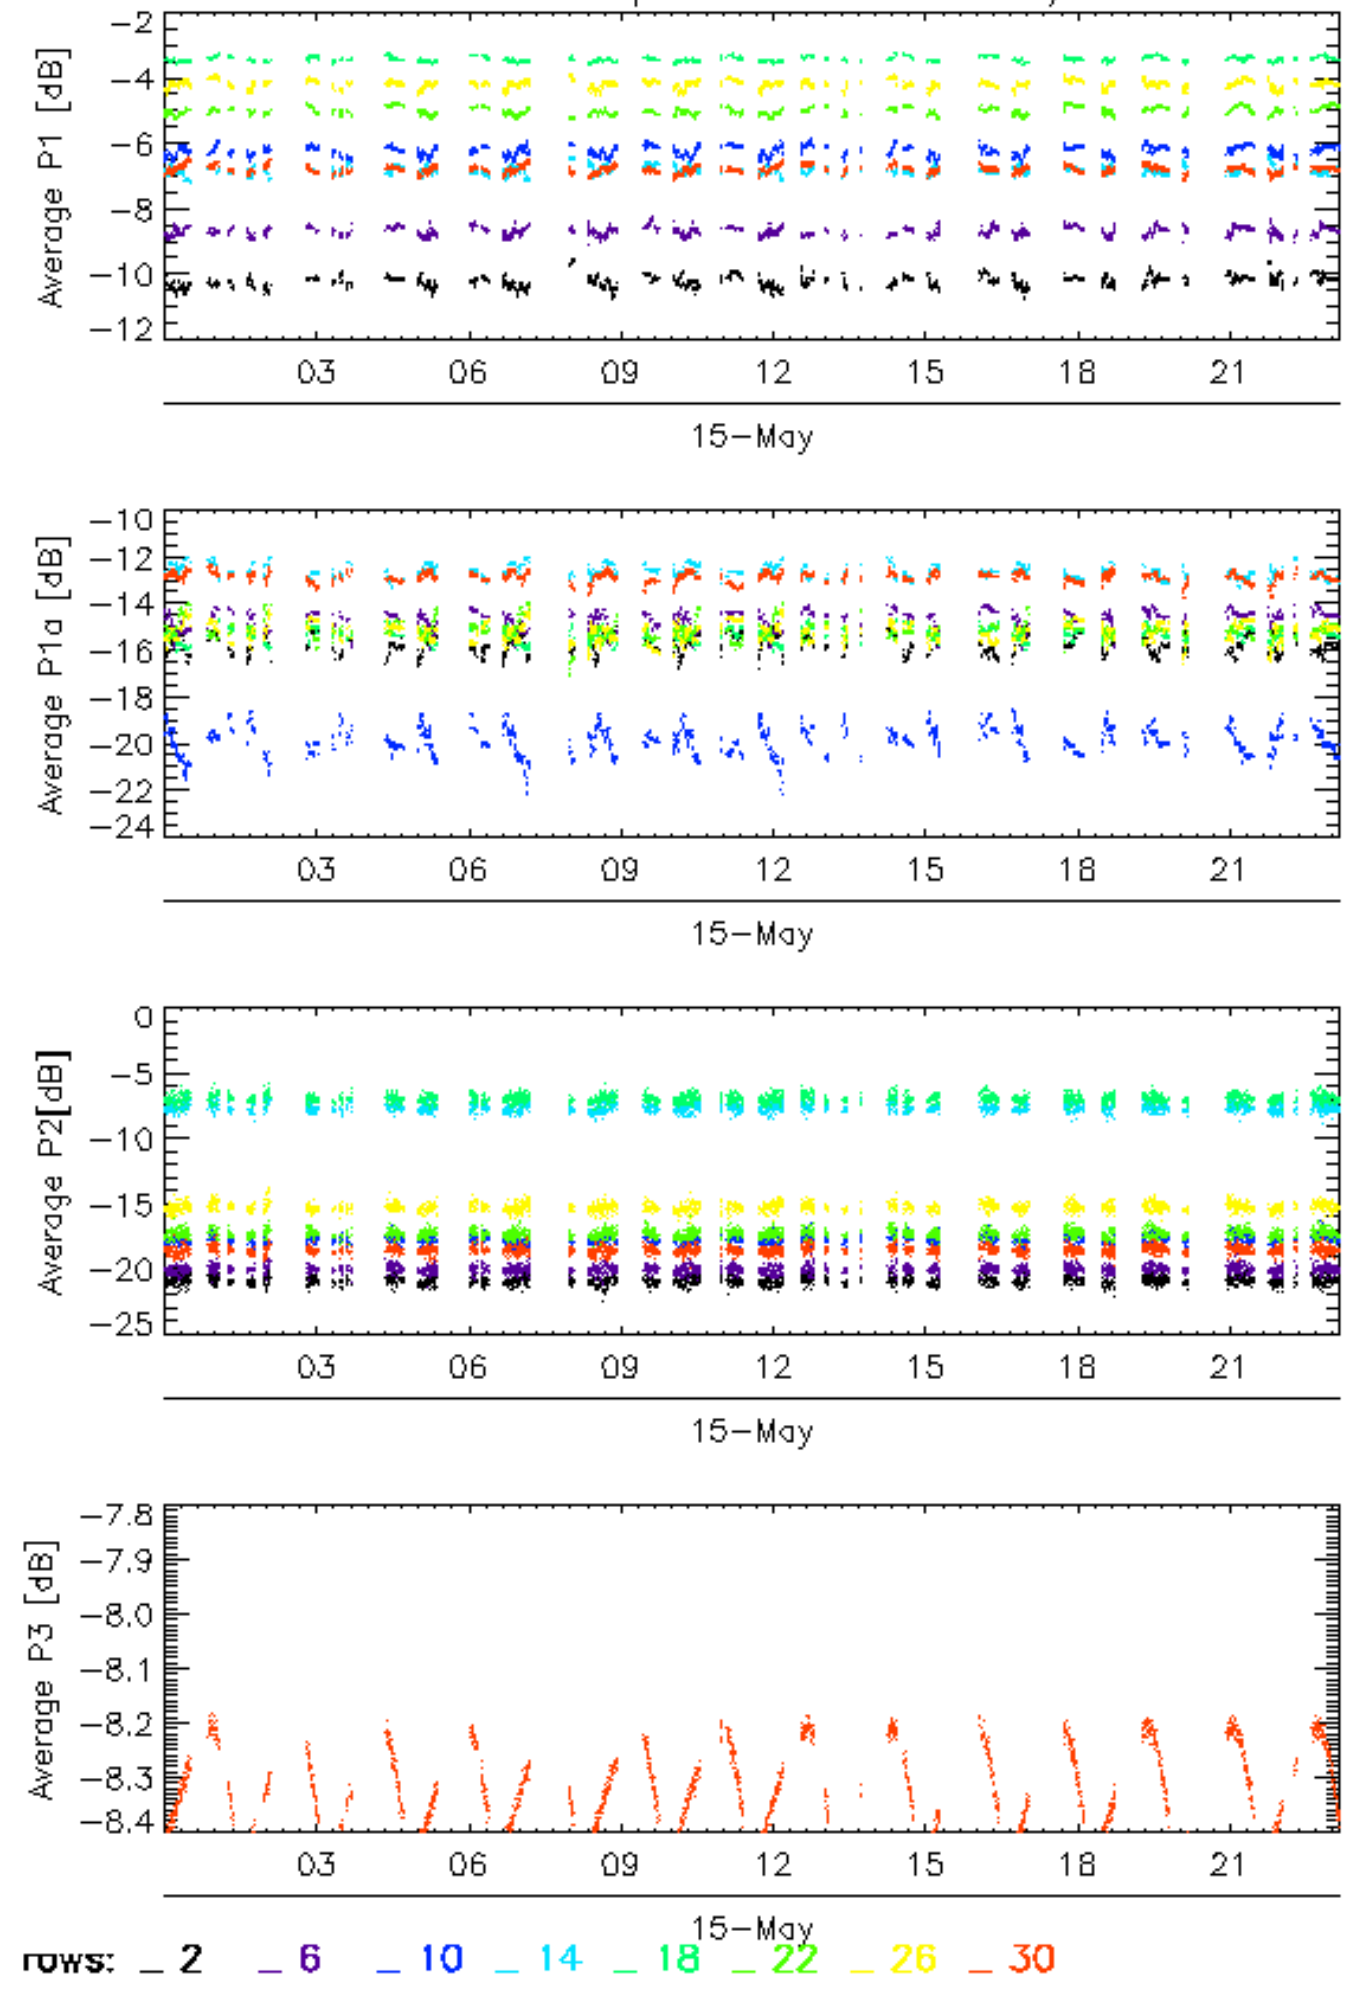 Average P1 [dB]
−2
−4
−6
−8
−10
−12
03 06 09 12 15 18 21
15−May
Average P1a [dB]
−10
−12
−14
−16
−18
−20
−22
−24
03 06 09 12 15 18 21
15−May
Average P2[dB]
0
−5
−10
−15
−20
−25
03 06 09 12 15 18 21
15−May
Average P3 [dB]
−7.8
−7.9
−8.0
−8.1
−8.2
−8.3
−8.4
03 06 09 12 15 18 21
15−May
rows: _ 2 _ 6 _ 10 _ 14 _ 18 _ 22 _ 26 _ 30